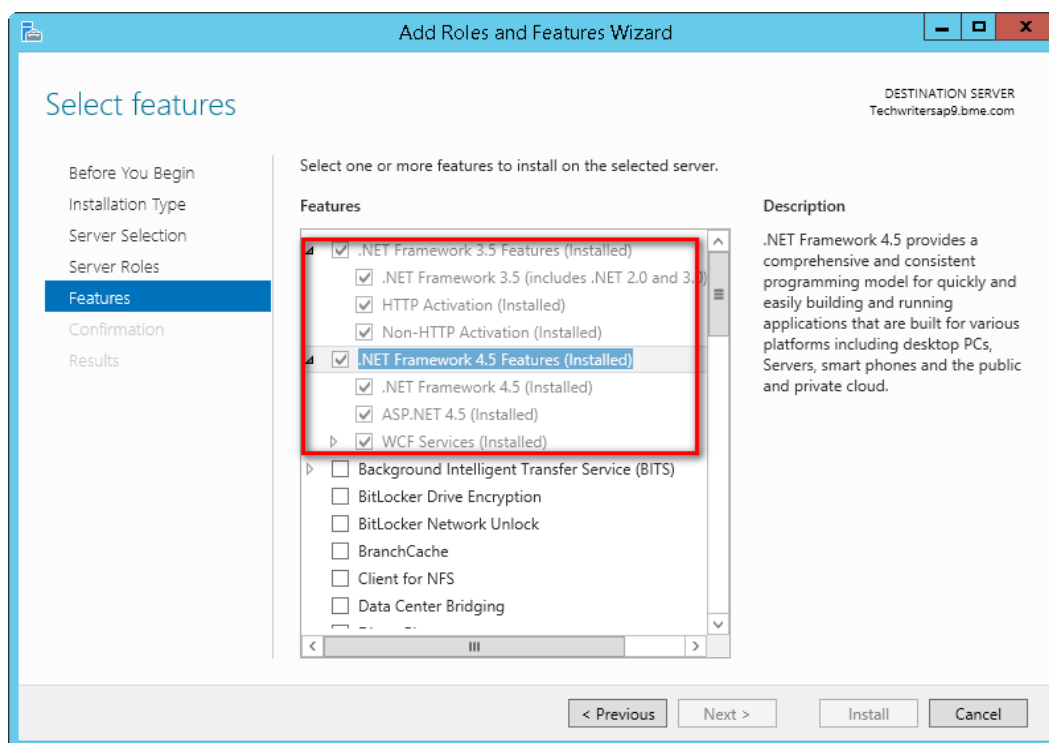 Add Roles and Features Wizard
Select features
DESTINATION SERVER
Techwritersap9.bme.com
Before You Begin
Installation Type
Server Selection
Server Roles
Features
Confirmation
Results
Select one or more features to install on the selected server.
Features
.NET Framework 3.5 Features (Installed)
.NET Framework 3.5 (includes .NET 2.0 and 3.0)
HTTP Activation (Installed)
Non-HTTP Activation (Installed)
.NET Framework 4.5 Features (Installed)
.NET Framework 4.5 (Installed)
ASP.NET 4.5 (Installed)
WCF Services (Installed)
Background Intelligent Transfer Service (BITS)
BitLocker Drive Encryption
BitLocker Network Unlock
BranchCache
Client for NFS
Data Center Bridging
Description
.NET Framework 4.5 provides a
comprehensive and consistent
programming model for quickly and
easily building and running
applications that are built for various
platforms including desktop PCs,
Servers, smart phones and the public
and private cloud.
< Previous
Next >
Install
Cancel